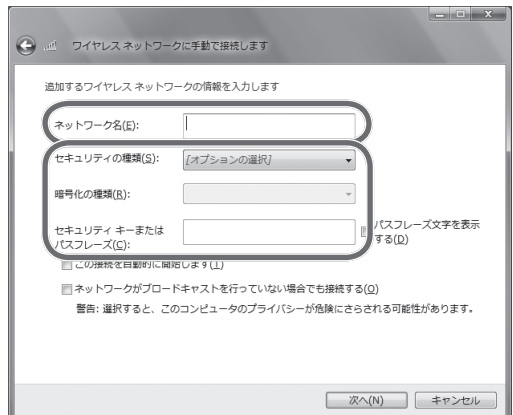 ワイヤレス ネットワークに手動で接続します
追加するワイヤレス ネットワークの情報を入力します
ネットワーク名(E):
セキュリティの種類(S): [オプションの選択]
暗号化の種類(R):
セキュリティ キーまたは
パスフレーズ(C):
パスフレーズ文字を表示
する(D)
この接続を自動的に開始します(T)
ネットワークがブロードキャストを行っていない場合でも接続する(O)
警告: 選択すると、このコンピュータのプライバシーが危険にさらされる可能性があります。
次へ(N) キャンセル